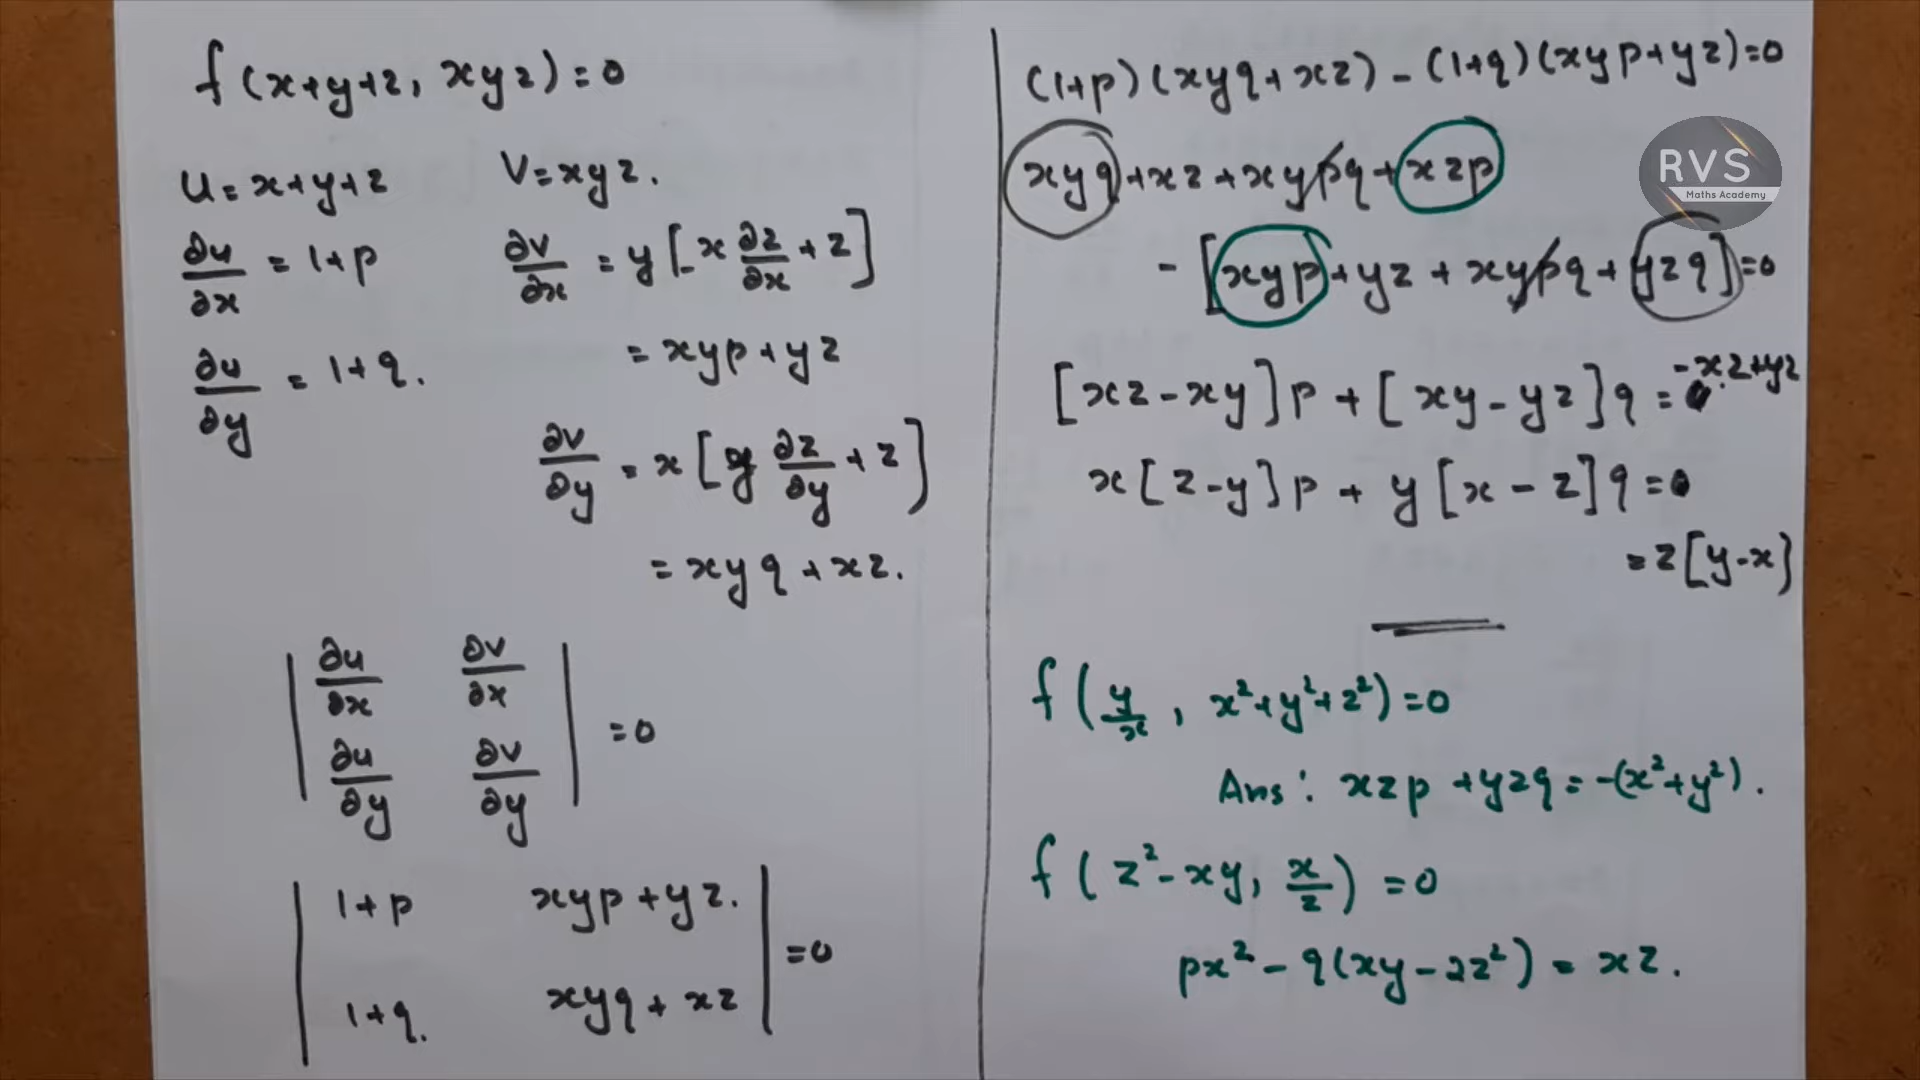 f(x+y+z, xyz)=0
U=x+y+z
V=xyz.
∂u/∂x = 1+p
∂v/∂x = y[x ∂z/∂x + z]
= xyp+yz
∂u/∂y = 1+q.
∂v/∂y = x[y ∂z/∂y + z]
= xyq+xz.
| ∂u/∂x ∂v/∂x |
| ∂u/∂y ∂v/∂y | =0
| 1+p xyp+yz. |
| 1+q. xyq+xz | =0
(1+p)(xyq+xz)-(1+q)(xyp+yz)=0
xyq+xz+xypq+xzp
-[xyp+yz+xypq+yzq]=0
[xz-xy]p+[xy-yz]q = -xz+yz
x[z-y]p + y[x-z]q =0
=z[y-x]
f(y/x, x²+y²+z²)=0
Ans: xzp+yzq=-(x²+y²).
f(z²-xy, x/z)=0
px²-q(xy-2z²)=xz.
RVS
Maths Academy